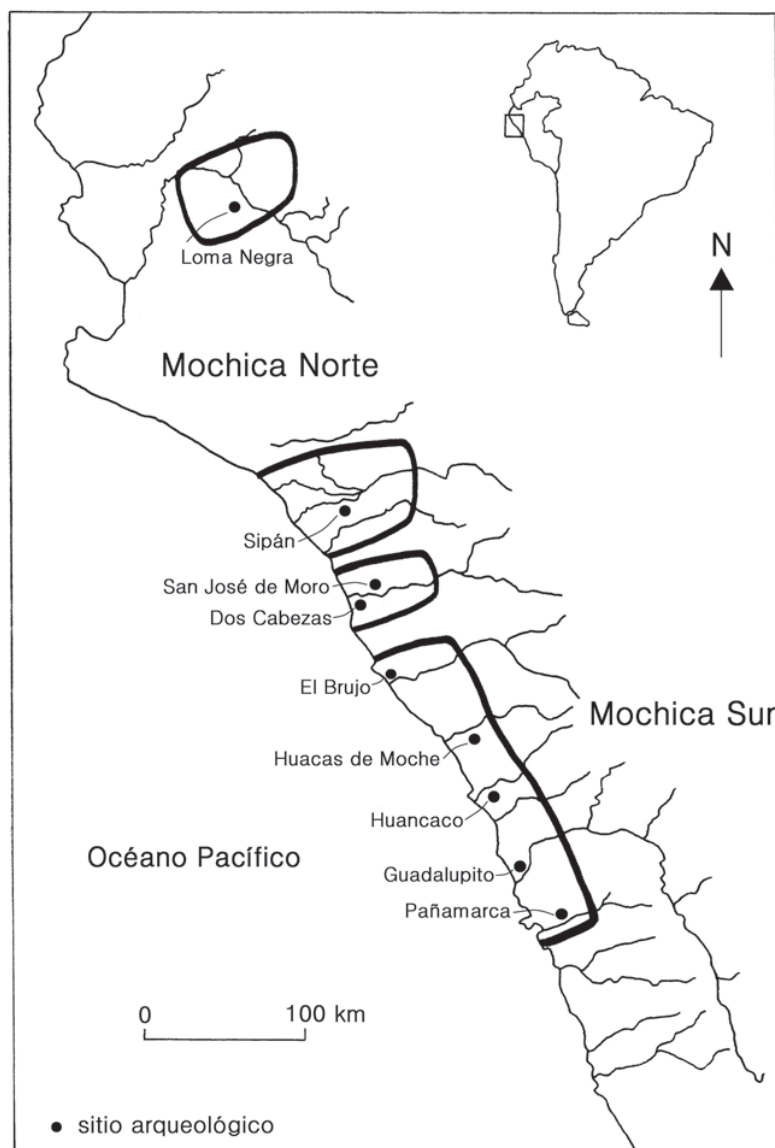 N
Loma Negra
Mochica Norte
Sipán
San José de Moro
Dos Cabezas
El Brujo
Mochica Sur
Huacas de Moche
Huancaco
Océano Pacífico
Guadalupito
Pañamarca
0 100 km
sitio arqueológico